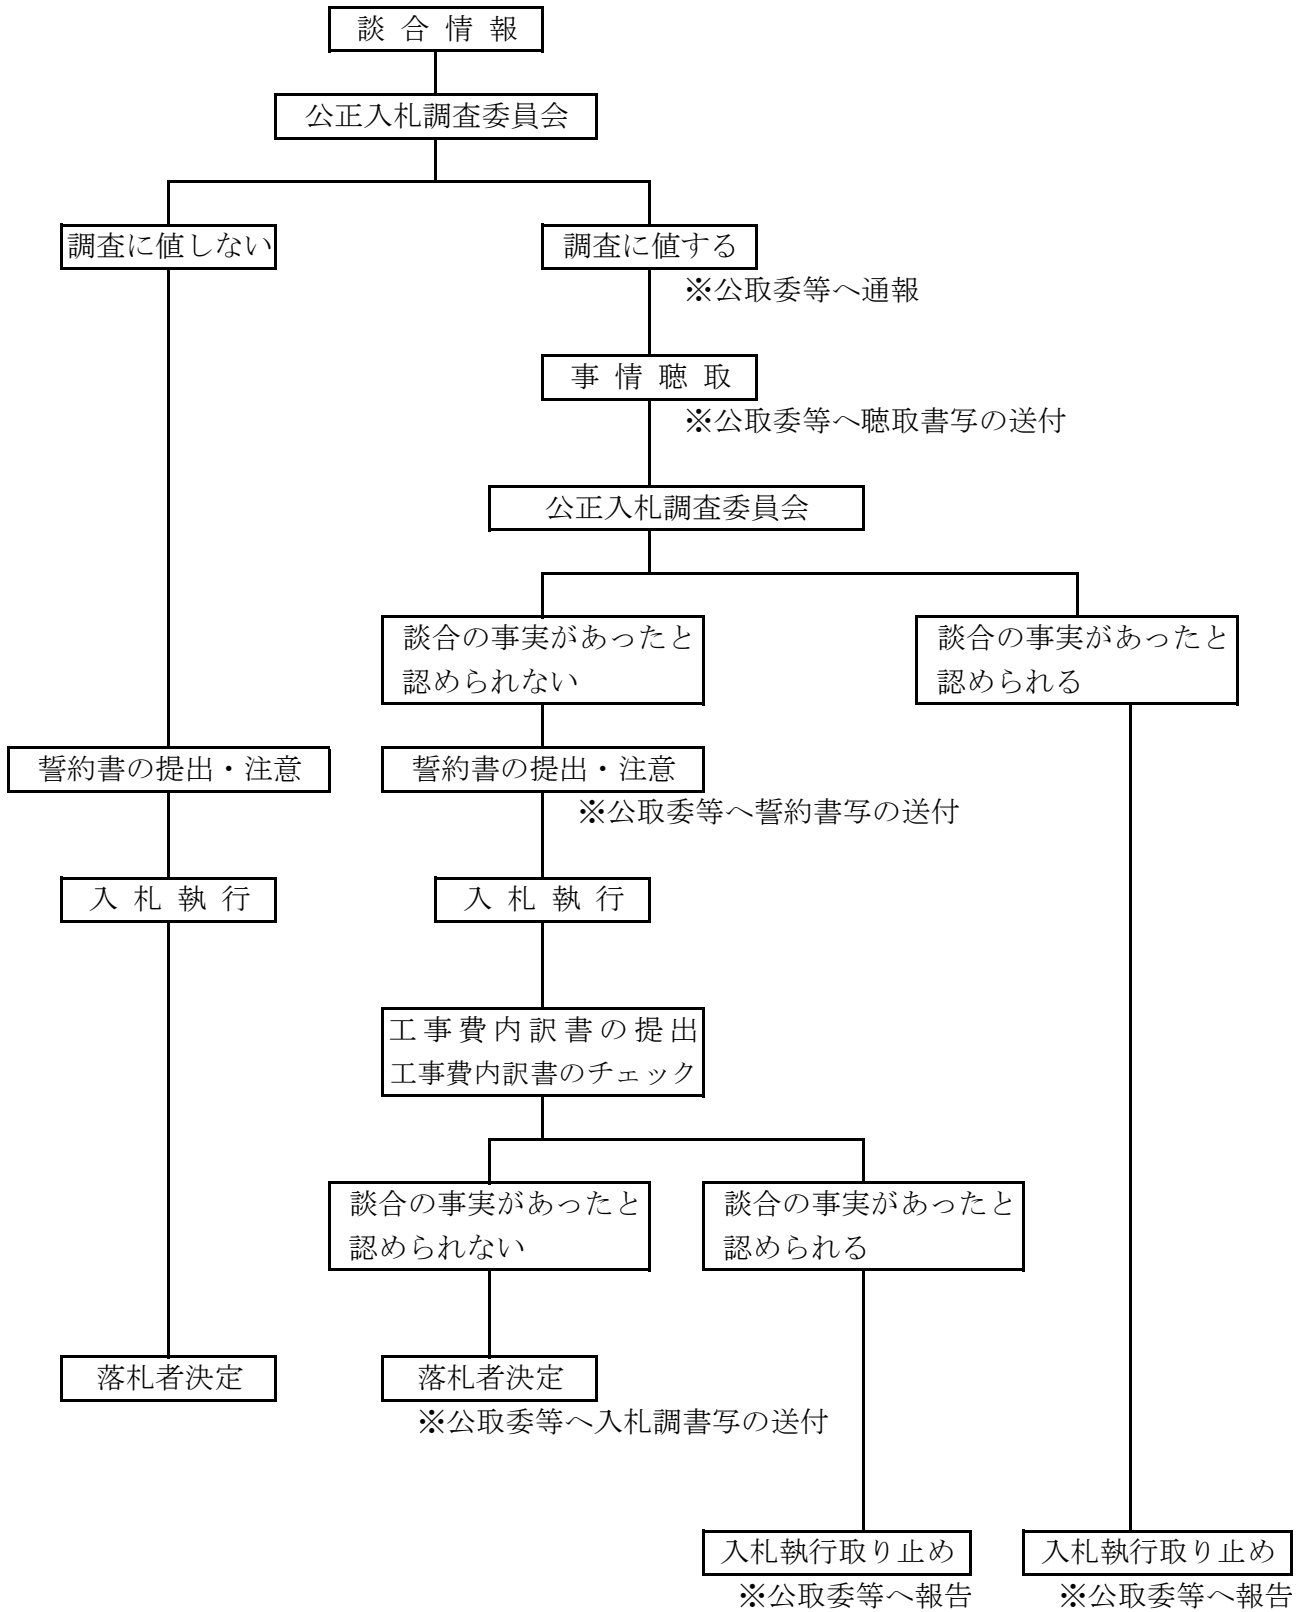 談合情報
公正入札調査委員会
調査に値しない
調査に値する
※公取委等へ通報
事情聴取
※公取委等へ聴取書写の送付
公正入札調査委員会
談合の事実があったと
認められない
談合の事実があったと
認められる
誓約書の提出・注意
誓約書の提出・注意
※公取委等へ誓約書写の送付
入札執行
入札執行
工事費内訳書の提出
工事費内訳書のチェック
談合の事実があったと
認められない
談合の事実があったと
認められる
落札者決定
落札者決定
※公取委等へ入札調書写の送付
入札執行取り止め
入札執行取り止め
※公取委等へ報告
※公取委等へ報告